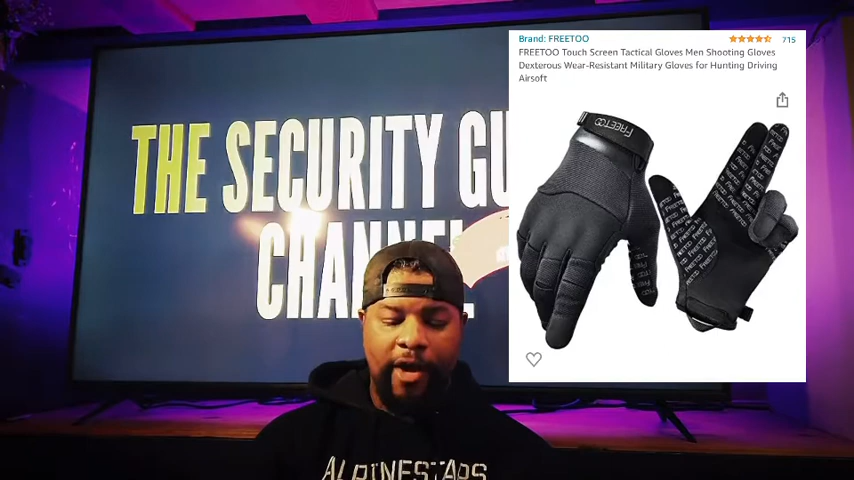 Brand: FREETOO
715
FREETOO Touch Screen Tactical Gloves Men Shooting Gloves
Dexterous Wear-Resistant Military Gloves for Hunting Driving
Airsoft
THE SECURITY GU
CHANNEL
FREETOO
ALPINESTARS